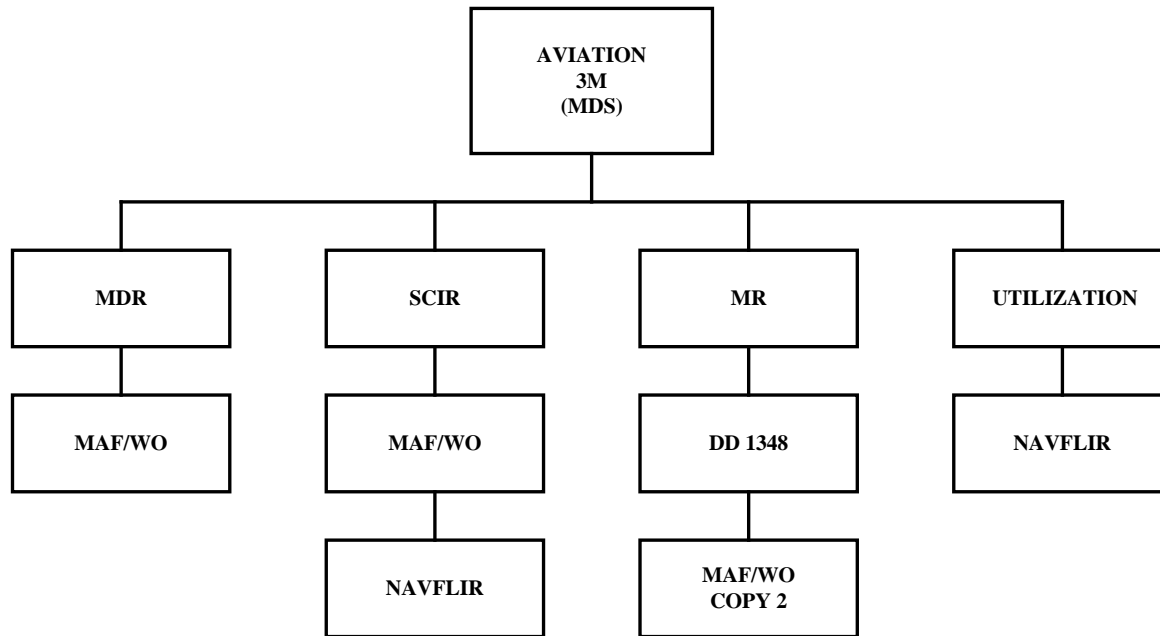 AVIATION
3M
(MDS)
MDR
SCIR
MR
UTILIZATION
MAF/WO
MAF/WO
DD 1348
NAVFLIR
NAVFLIR
MAF/WO
COPY 2